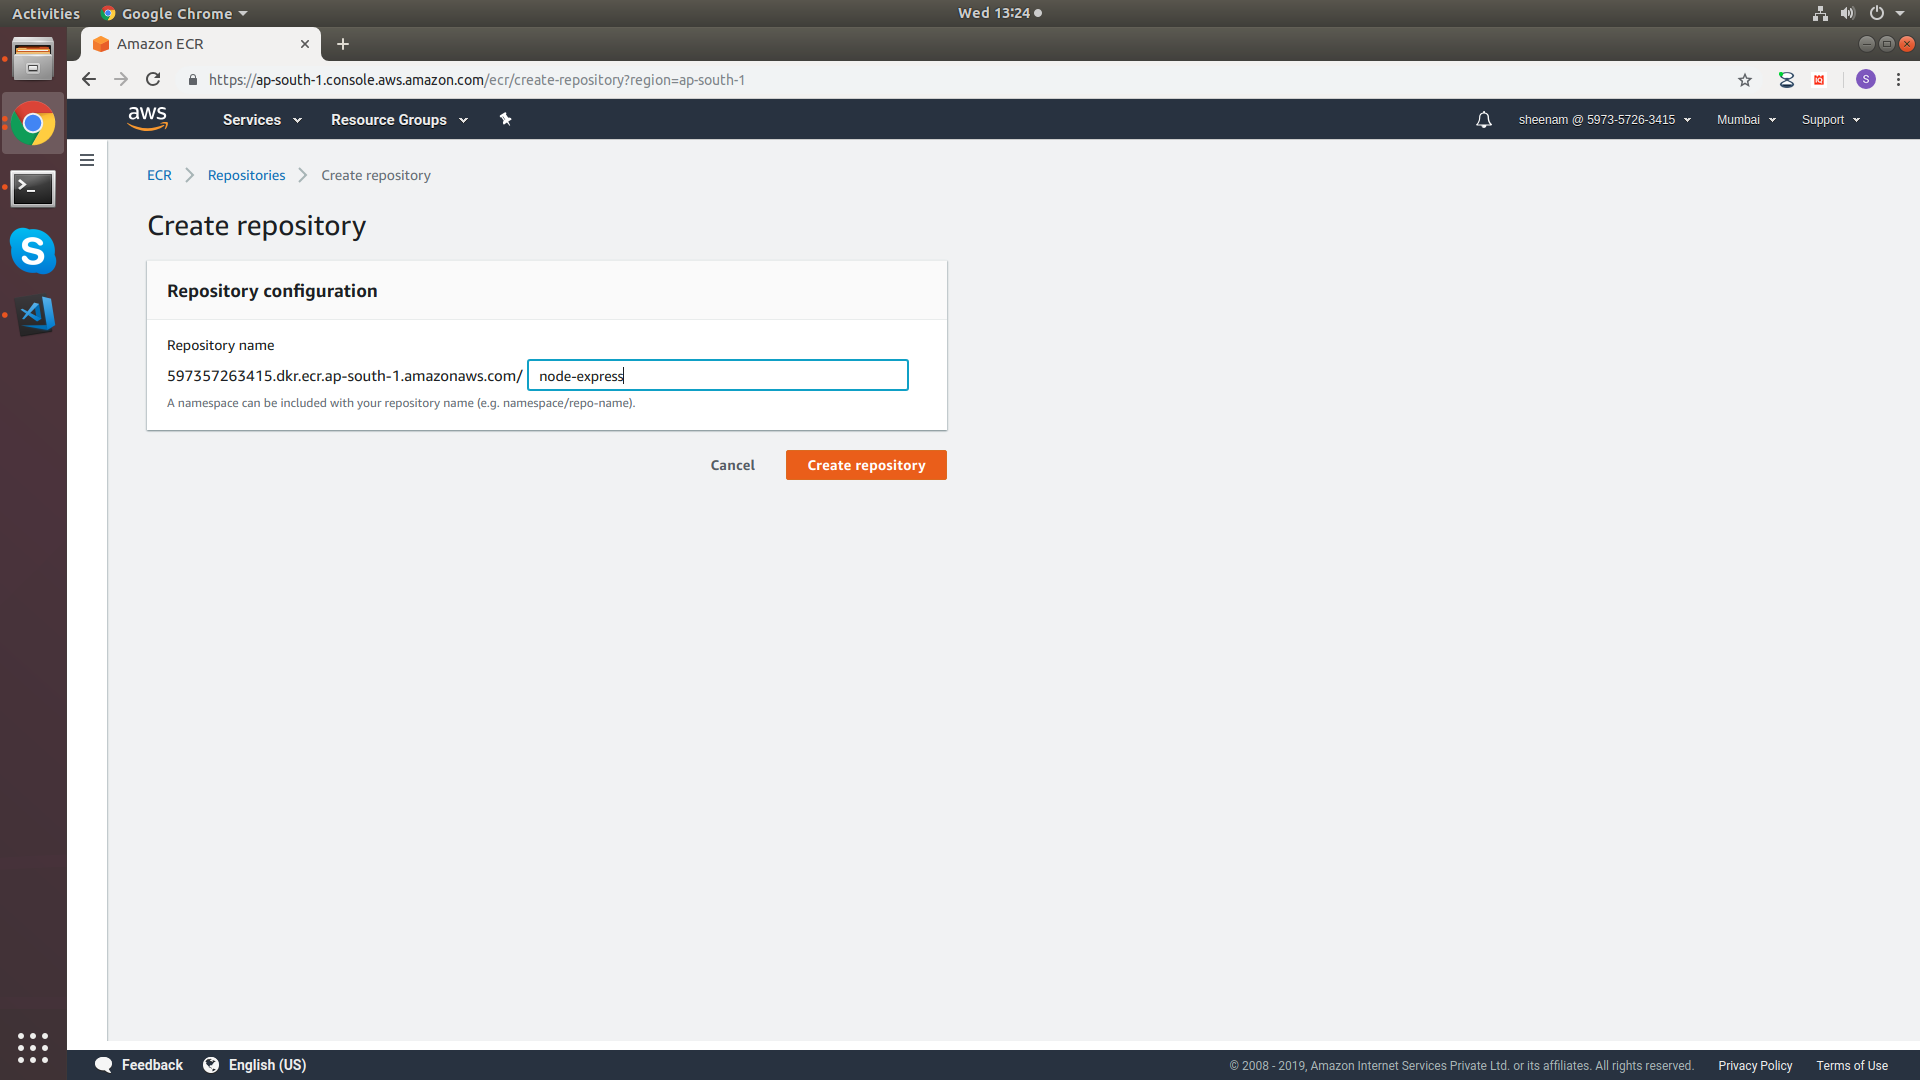 Activities Google Chrome Wed 13:24
Amazon ECR
https://ap-south-1.console.aws.amazon.com/ecr/create-repository?region=ap-south-1 S
aws Services Resource Groups sheenam @ 5973-5726-3415 Mumbai Support
ECR Repositories Create repository
Create repository
Repository configuration
Repository name
597357263415.dkr.ecr.ap-south-1.amazonaws.com/ node-express
A namespace can be included with your repository name (e.g. namespace/repo-name).
Cancel Create repository
Feedback English (US) © 2008 - 2019, Amazon Internet Services Private Ltd. or its affiliates. All rights reserved. Privacy Policy Terms of Use